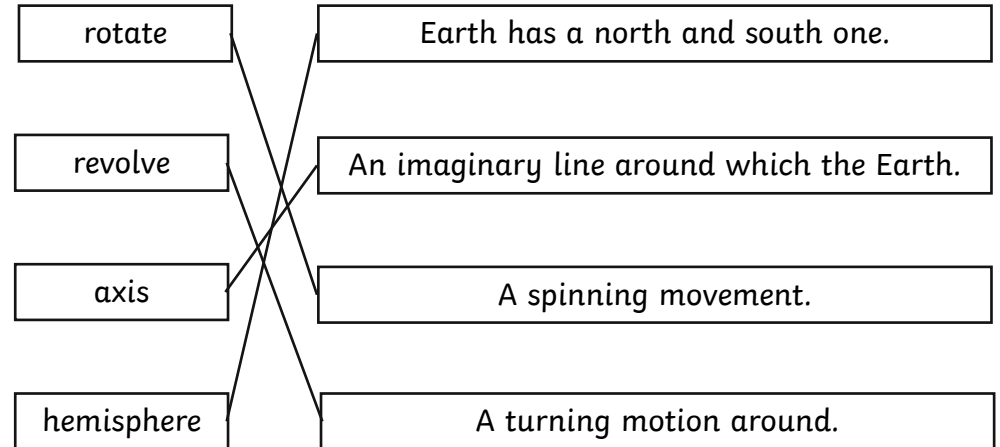 rotate
Earth has a north and south one.
revolve
An imaginary line around which the Earth.
axis
A spinning movement.
hemisphere
A turning motion around.